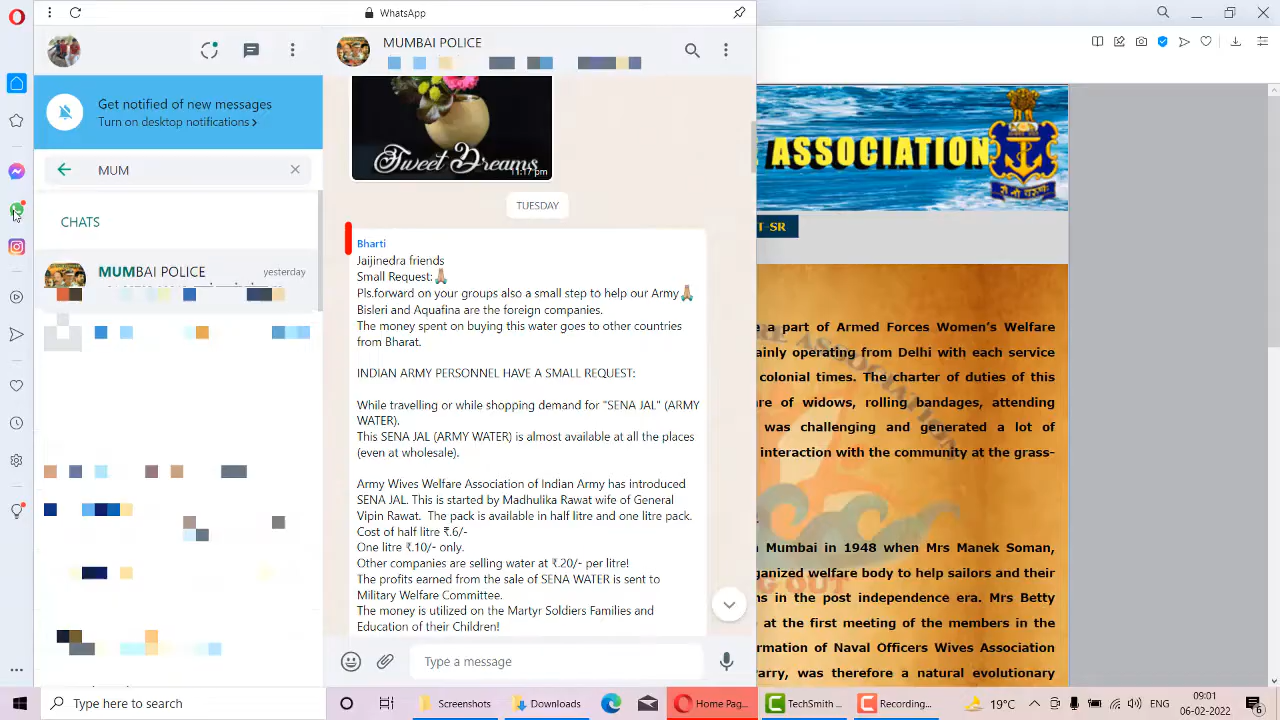 WhatsApp
MUMBAI POLICE
Get notified of new messages
Turn on desktop notifications >
MUM
CHATS
MUMBAI POLICE
yesterday
Sweet Dreams
11:17 pm
TUESDAY
Bharti
Jaijinedra friends
Small Request:🙏
Pls.forward on your groups also a small step to help our Army🙏
Bisleri and Aquafina are the foreign companies.
The money spent on buying this water goes to other countries
from Bharat.
INDIAN ARMY PERSONNEL HAVE A SMALL REQUEST:
While travelling or while shopping demand for "SENA JAL" (ARMY
WATER).
This SENA JAL (ARMY WATER) is almost available at all the places
(even at wholesale).
Army Wives Welfare Association of Indian Army has introduced
SENA JAL. This is started by Madhulika Rawat wife of General
Vipin Rawat. The pack is available in half litre and one litre pack.
Cost of half litre ₹.6/-
One litre ₹.10/- only.
Other companies are selling water at ₹.20/- per litre!
The profits earned from the sale of SENA WATER is sent to
Military Welfare Committee.
The money is utilised on the Martyr Soldiers Families and
Education of their Children!
Type a message
ASSOCIATION
T-SR
e a part of Armed Forces Women's Welfare
ainly operating from Delhi with each service
colonial times. The charter of duties of this
re of widows, rolling bandages, attending
was challenging and generated a lot of
interaction with the community at the grass-
n Mumbai in 1948 when Mrs Manek Soman,
ganized welfare body to help sailors and their
ns in the post independence era. Mrs Betty
at the first meeting of the members in the
rmation of Naval Officers Wives Association
arry, was therefore a natural evolutionary
Type here to search
Screenshots
Downloads
Home Pag...
TechSmith ...
Recording...
19°C
ENG
09:01
06-12-2022
6